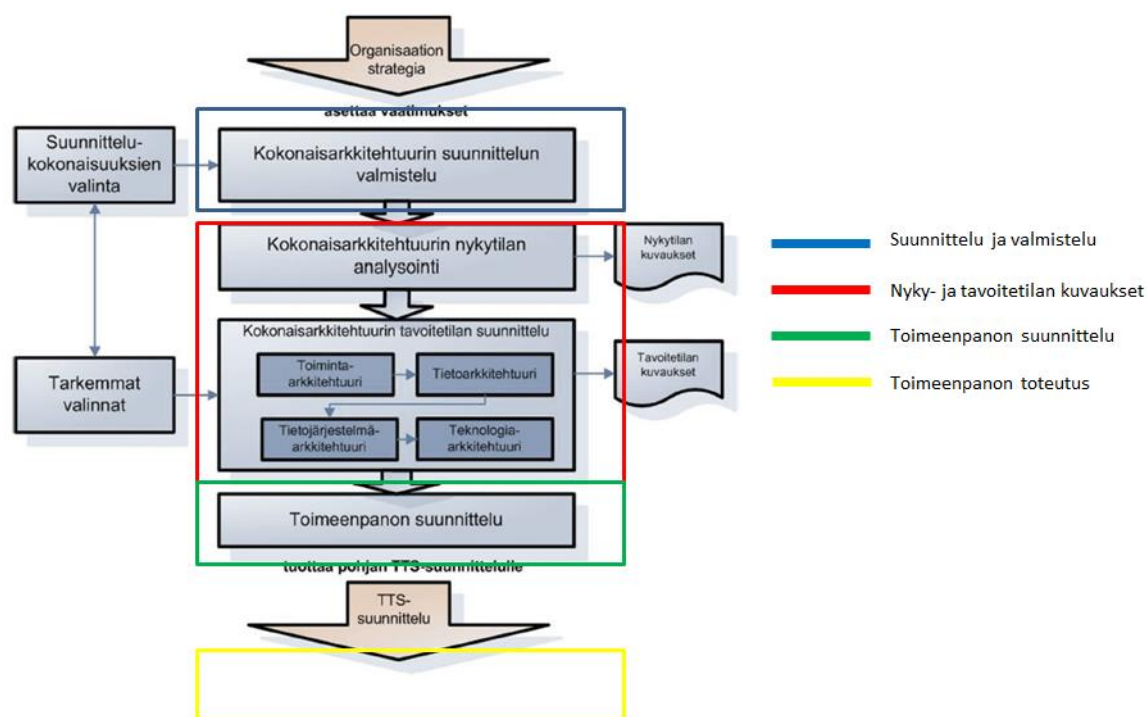 Organisaation
strategia
asettaa vaatimukset
Suunnittelu-
kokonaisuuksien
valinta
Kokonaisarkkitehtuurin suunnittelun
valmistelu
Kokonaisarkkitehtuurin nykytilan
analysointi
Nykytilan
kuvaukset
Kokonaisarkkitehtuurin tavoitetilan suunnittelu
Toiminta-
arkkitehtuuri
Tietoarkkitehtuuri
Tietojärjestelmä-
arkkitehtuuri
Teknologia-
arkkitehtuuri
Tavoitetilan
kuvaukset
Tarkemmat
valinnat
Toimeenpanon suunnittelu
tuottaa pohjan TTS-suunnittelulle
TTS-
suunnittelu
Suunnittelu ja valmistelu
Nyky- ja tavoitetilan kuvaukset
Toimeenpanon suunnittelu
Toimeenpanon toteutus